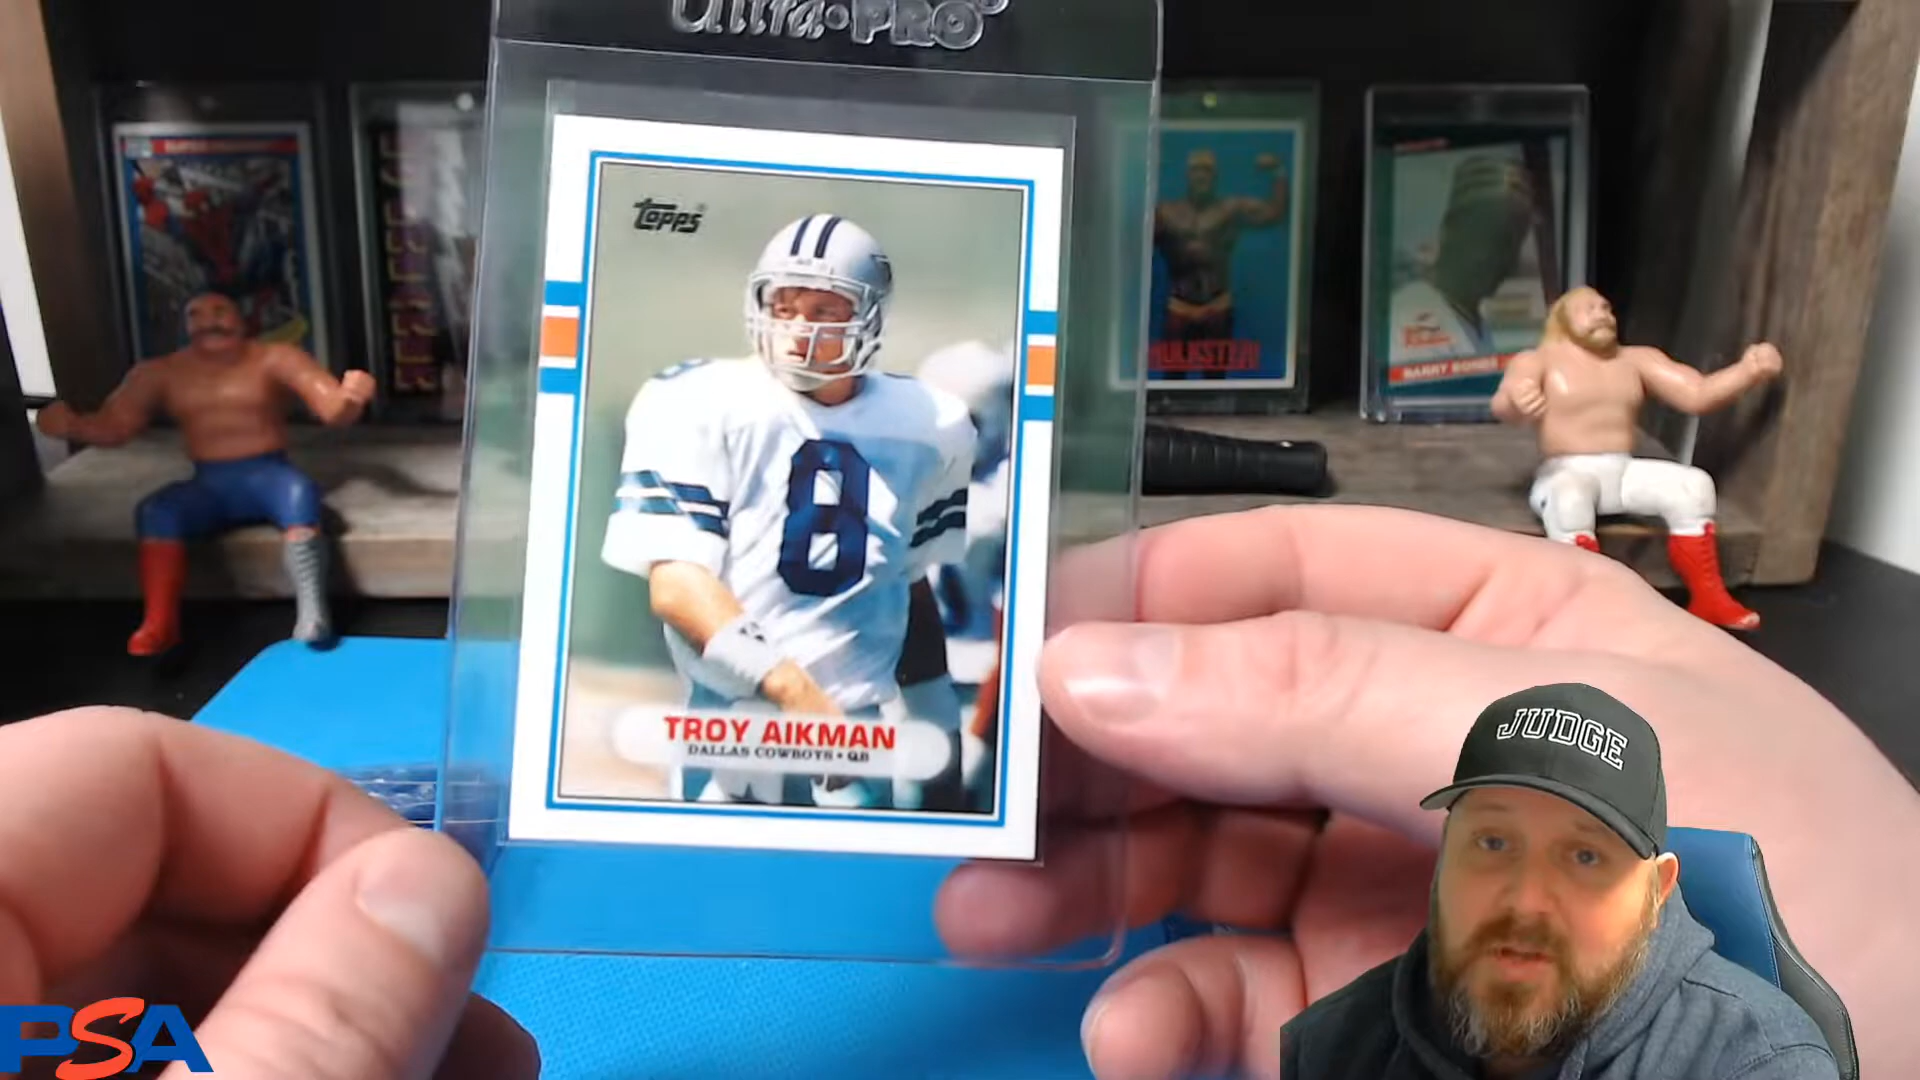 Ultra•PRO®
Topps®
HULKSTER!
BARRY BONDS
TROY AIKMAN
DALLAS COWBOYS • QB
JUDGE
PSA